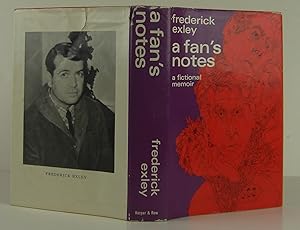 FREDERICK EXLEY
a fan's
notes
frederick
exley
Harper & Row
frederick
exley
a fan's
notes
a fictional
memoir